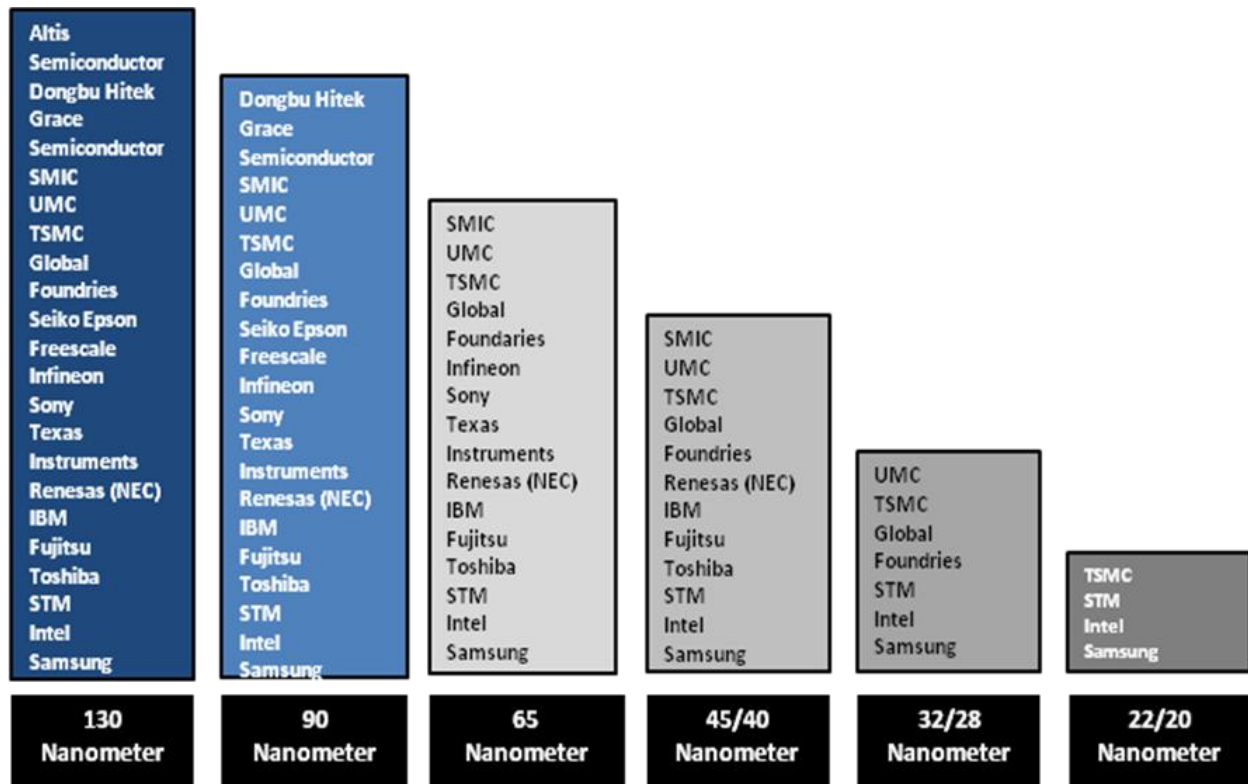 Altis
Semiconductor
Dongbu Hitek
Grace
Semiconductor
SMIC
UMC
TSMC
Global
Foundries
Seiko Epson
Freescale
Infineon
Sony
Texas
Instruments
Renesas (NEC)
IBM
Fujitsu
Toshiba
STM
Intel
Samsung
130
Nanometer
Dongbu Hitek
Grace
Semiconductor
SMIC
UMC
TSMC
Global
Foundries
Seiko Epson
Freescale
Infineon
Sony
Texas
Instruments
Renesas (NEC)
IBM
Fujitsu
Toshiba
STM
Intel
Samsung
90
Nanometer
SMIC
UMC
TSMC
Global
Foundaries
Infineon
Sony
Texas
Instruments
Renesas (NEC)
IBM
Fujitsu
Toshiba
STM
Intel
Samsung
65
Nanometer
SMIC
UMC
TSMC
Global
Foundries
Renesas (NEC)
IBM
Fujitsu
Toshiba
STM
Intel
Samsung
45/40
Nanometer
UMC
TSMC
Global
Foundries
STM
Intel
Samsung
32/28
Nanometer
TSMC
STM
Intel
Samsung
22/20
Nanometer